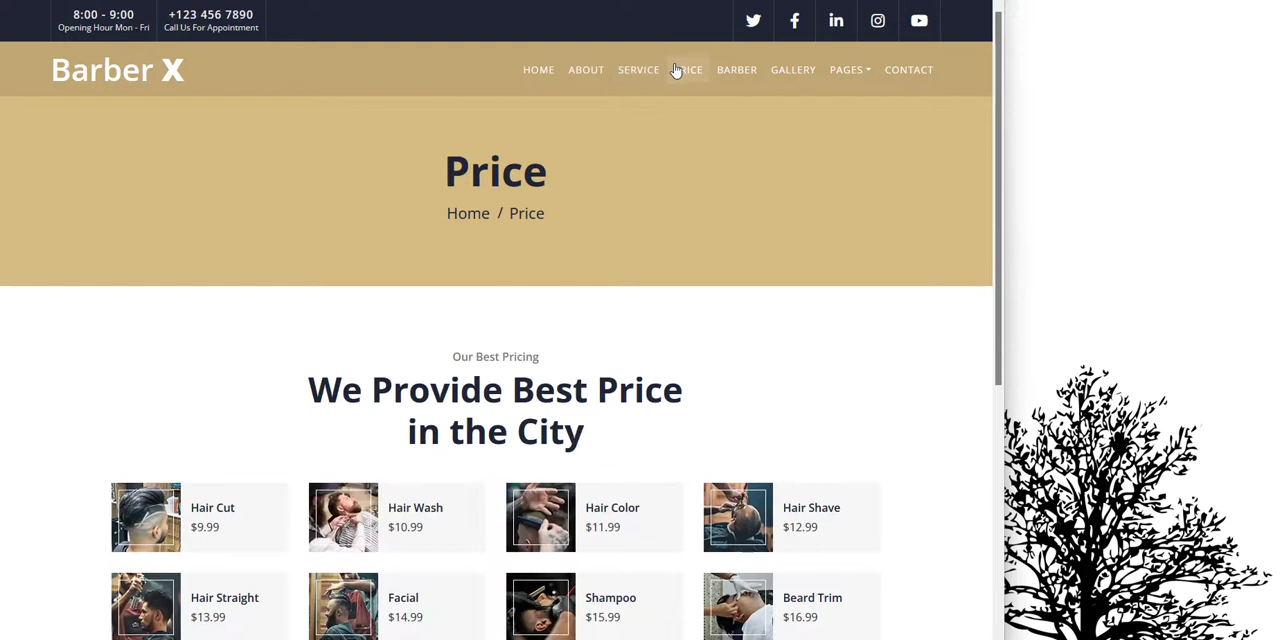 8:00 - 9:00
Opening Hour Mon - Fri
+123 456 7890
Call Us For Appointment
Barber X
HOME
ABOUT
SERVICE
BARBER
GALLERY
PAGES
CONTACT
Price
Home / Price
Our Best Pricing
We Provide Best Price
in the City
Hair Cut
$9.99
Hair Wash
$10.99
Hair Color
$11.99
Hair Shave
$12.99
Hair Straight
$13.99
Facial
$14.99
Shampoo
$15.99
Beard Trim
$16.99